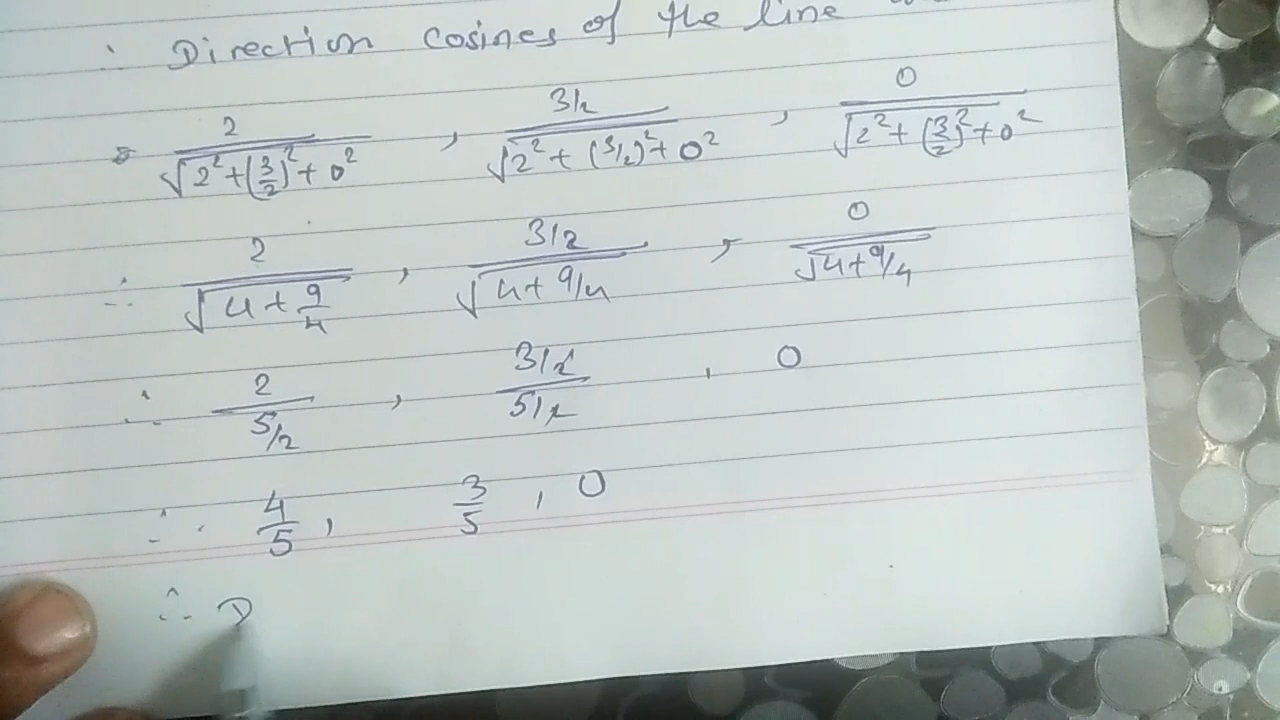 ∴ Direction cosines of the line
2/√(2²+(3/2)²+0²) , 3/2/√(2²+(3/2)²+0²) , 0/√(2²+(3/2)²+0²)
∴ 2/√(4+9/4) , 3/2/√(4+9/4) , 0/√(4+9/4)
∴ 2/5/2 , 3/2/5/2 , 0
∴ 4/5 , 3/5 , 0
∴ D